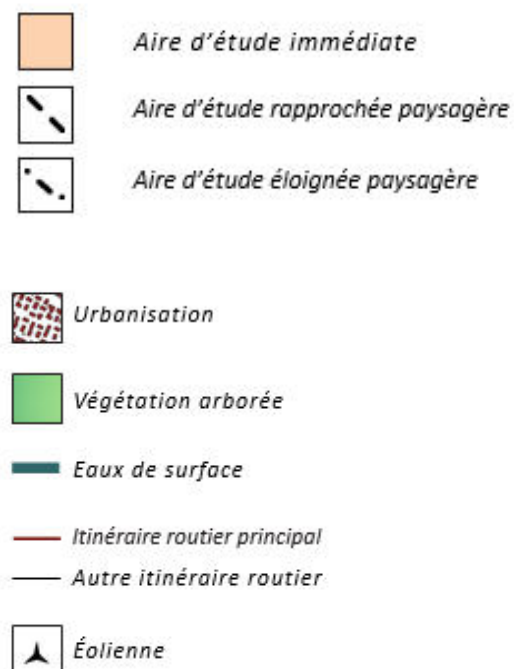 Aire d'étude immédiate
Aire d'étude rapprochée paysagère
Aire d'étude éloignée paysagère
Urbanisation
Végétation arborée
Eaux de surface
Itinéraire routier principal
Autre itinéraire routier
Éolienne